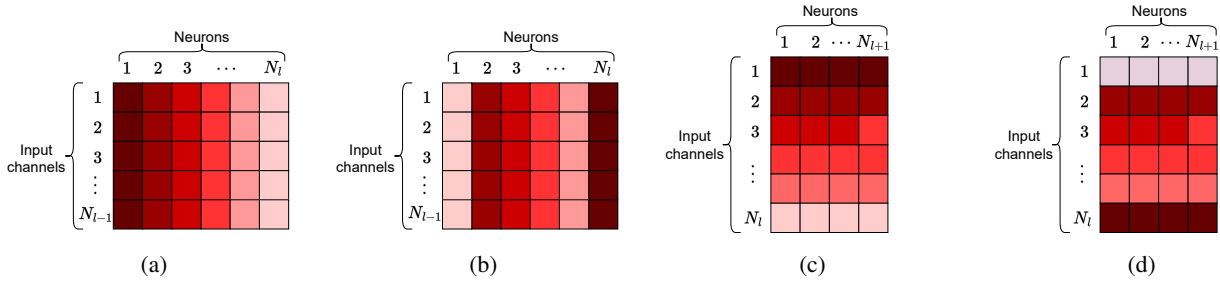 Neurons
1 2 3 ⋯ N_l
Input channels
1
2
3
⋮
N_{l−1}
(a)
Neurons
1 2 3 ⋯ N_l
Input channels
1
2
3
⋮
N_{l−1}
(b)
Neurons
1 2 ⋯ N_{l+1}
Input channels
1
2
3
⋮
N_l
(c)
Neurons
1 2 ⋯ N_{l+1}
Input channels
1
2
3
⋮
N_l
(d)